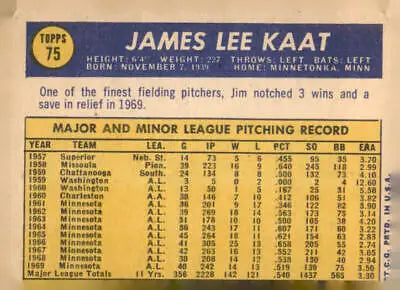 TOPPS
75
JAMES LEE KAAT
HEIGHT: 6'4" WEIGHT: 227 THROWS: LEFT BATS: LEFT
BORN: NOVEMBER 7, 1939 HOME: MINNETONKA, MINN
One of the finest fielding pitchers, Jim notched 3 wins and a
save in relief in 1969.
MAJOR AND MINOR LEAGUE PITCHING RECORD
YEAR TEAM LEA. G IP W L PCT SO BB ERA
1957 Superior Neb. St. 14 73 5 6 .455 95 35 3.70
1958 Missoula Pion. 39 223 16 9 .640 245 118 2.99
1959 Chattanooga South. 24 134 8 8 .500 132 73 4.10
1959 Washington A.L. 3 5 0 2 .000 2 4 12.60
1960 Washington A.L. 13 50 1 5 .167 25 31 5.58
1960 Charleston A.A. 15 7 10 .412 106 51 3.82
1961 Minnesota A.L. 36 9 17 .346 122 82 3.90
1962 Minnesota A.L. 39 269 18 14 .563 173 75 3.14
1963 Minnesota A.L. 31 178 10 10 .500 105 38 4.20
1964 Minnesota A.L. 36 243 17 11 .607 171 60 3.22
1965 Minnesota A.L. 45 264 18 11 .621 154 63 2.83
1966 Minnesota A.L. 41 25 13 .658 205 55 2.74
1967 Minnesota A.L. 42 263 16 13 .552 211 42 3.05
1968 Minnesota A.L. 30 208 14 12 .538 130 40 2.94
1969 Minnesota A.L. 40 242 14 13 .519 139 75 3.50
Major League Totals 11 Yrs. 356 2228 142 121 .540 1437 3.30
T.C.G. PRTD. IN U.S.A.